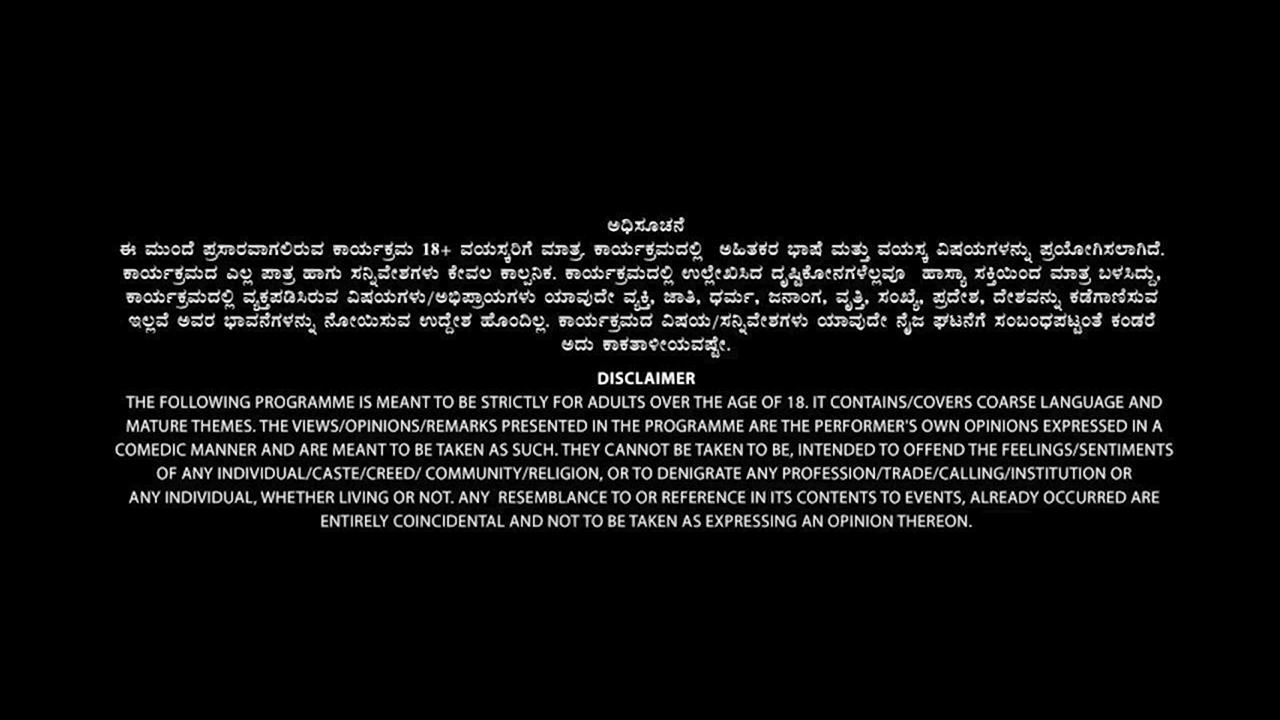 ಅಧಿಸೂಚನೆ
ಈ ಮುಂದೆ ಪ್ರಸಾರವಾಗಲಿರುವ ಕಾರ್ಯಕ್ರಮ 18+ ವಯಸ್ಕರಿಗೆ ಮಾತ್ರ. ಕಾರ್ಯಕ್ರಮದಲ್ಲಿ ಅಹಿತಕರ ಭಾಷೆ ಮತ್ತು ವಯಸ್ಕ ವಿಷಯಗಳನ್ನು ಪ್ರಯೋಗಿಸಲಾಗಿದೆ.
ಕಾರ್ಯಕ್ರಮದ ಎಲ್ಲ ಪಾತ್ರ ಹಾಗು ಸನ್ನಿವೇಶಗಳು ಕೇವಲ ಕಾಲ್ಪನಿಕ. ಕಾರ್ಯಕ್ರಮದಲ್ಲಿ ಉಲ್ಲೇಖಿಸಿದ ದೃಷ್ಟಿಕೋನಗಳೆಲ್ಲವೂ ಹಾಸ್ಯಾ ಸಕ್ತಿಯಿಂದ ಮಾತ್ರ ಬಳಸಿದ್ದು,
ಕಾರ್ಯಕ್ರಮದಲ್ಲಿ ವ್ಯಕ್ತಪಡಿಸಿರುವ ವಿಷಯಗಳು/ಅಭಿಪ್ರಾಯಗಳು ಯಾವುದೇ ವ್ಯಕ್ತಿ, ಜಾತಿ, ಧರ್ಮ, ಜನಾಂಗ, ವೃತ್ತಿ, ಸಂಖ್ಯೆ, ಪ್ರದೇಶ, ದೇಶವನ್ನು ಕಡೆಗಾಣಿಸುವ
ಇಲ್ಲವೆ ಅವರ ಭಾವನೆಗಳನ್ನು ನೋಯಿಸುವ ಉದ್ದೇಶ ಹೊಂದಿಲ್ಲ. ಕಾರ್ಯಕ್ರಮದ ವಿಷಯ/ಸನ್ನಿವೇಶಗಳು ಯಾವುದೇ ನೈಜ ಘಟನೆಗೆ ಸಂಬಂಧಪಟ್ಟಂತೆ ಕಂಡರೆ
ಅದು ಕಾಕತಾಳೀಯವಷ್ಟೇ.
DISCLAIMER
THE FOLLOWING PROGRAMME IS MEANT TO BE STRICTLY FOR ADULTS OVER THE AGE OF 18. IT CONTAINS/COVERS COARSE LANGUAGE AND
MATURE THEMES. THE VIEWS/OPINIONS/REMARKS PRESENTED IN THE PROGRAMME ARE THE PERFORMER'S OWN OPINIONS EXPRESSED IN A
COMEDIC MANNER AND ARE MEANT TO BE TAKEN AS SUCH. THEY CANNOT BE TAKEN TO BE, INTENDED TO OFFEND THE FEELINGS/SENTIMENTS
OF ANY INDIVIDUAL/CASTE/CREED/ COMMUNITY/RELIGION, OR TO DENIGRATE ANY PROFESSION/TRADE/CALLING/INSTITUTION OR
ANY INDIVIDUAL, WHETHER LIVING OR NOT. ANY RESEMBLANCE TO OR REFERENCE IN ITS CONTENTS TO EVENTS, ALREADY OCCURRED ARE
ENTIRELY COINCIDENTAL AND NOT TO BE TAKEN AS EXPRESSING AN OPINION THEREON.